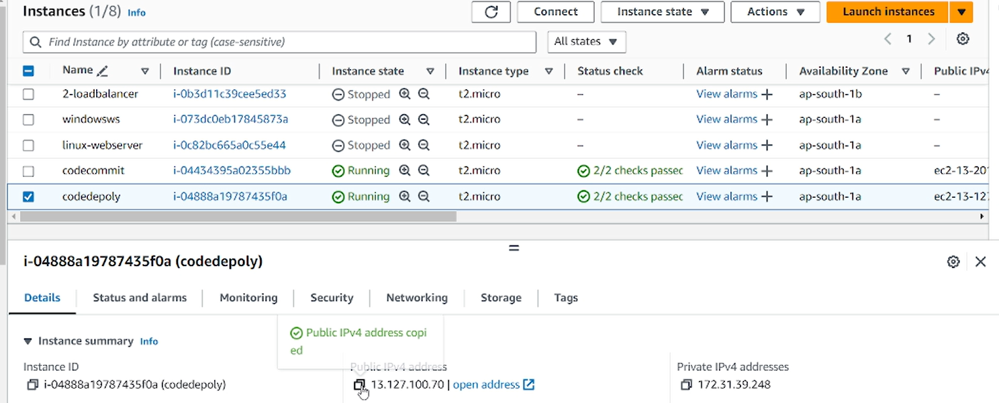 Instances (1/8) Info Connect Instance state Actions Launch instances
Find Instance by attribute or tag (case-sensitive) All states 1
Name Instance ID Instance state Instance type Status check Alarm status Availability Zone Public IPv4
2-loadbalancer i-0b3d11c39cee5ed33 Stopped t2.micro – View alarms + ap-south-1b –
windowsws i-073dc0eb17845873a Stopped t2.micro – View alarms + ap-south-1a –
linux-webserver i-0c82bc665a0c55e44 Stopped t2.micro – View alarms + ap-south-1a –
codecommit i-04434395a02355bbb Running t2.micro 2/2 checks passec View alarms + ap-south-1a ec2-13-201
codedepoly i-04888a19787435f0a Running t2.micro 2/2 checks passec View alarms + ap-south-1a ec2-13-127
i-04888a19787435f0a (codedepoly)
Details Status and alarms Monitoring Security Networking Storage Tags
Public IPv4 address copi
ed
Instance summary Info
Instance ID Public IPv4 address Private IPv4 addresses
i-04888a19787435f0a (codedepoly) 13.127.100.70 | open address 172.31.39.248